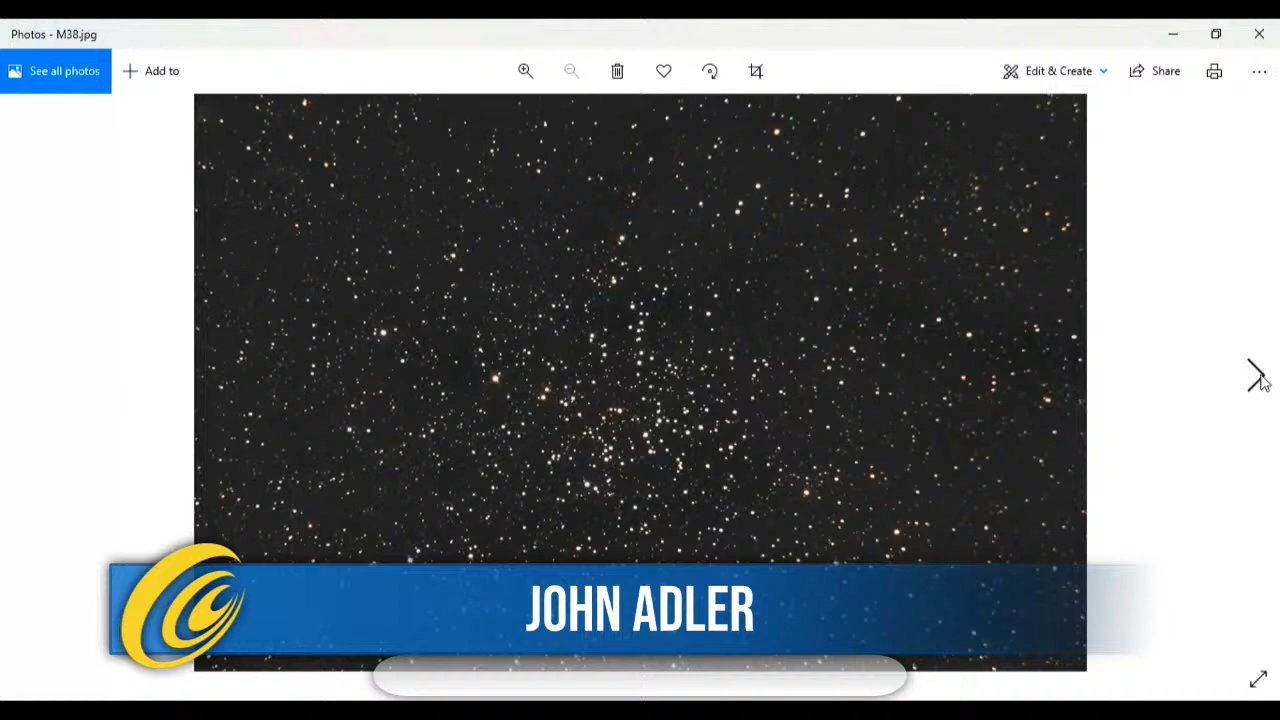 Photos - M38.jpg
See all photos
Add to
Edit & Create
Share
JOHN ADLER